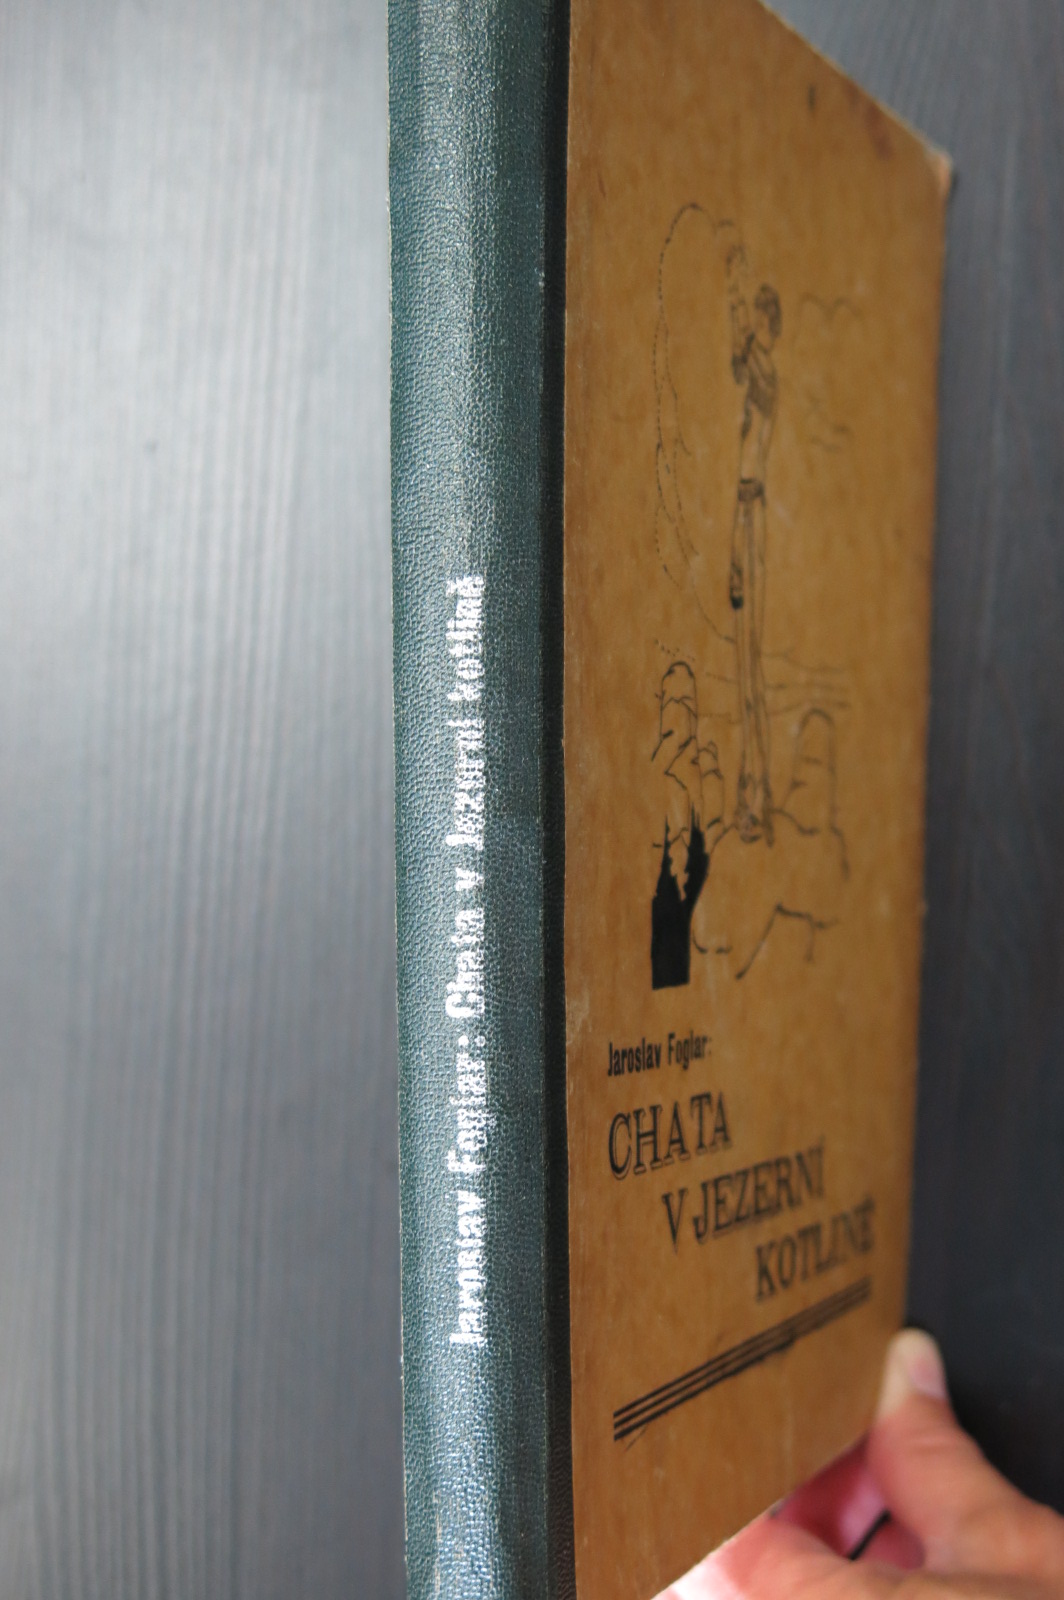 Jaroslav Foglar: Chata v Jezerní kotlině
Jaroslav Foglar:
CHATA
V JEZERNÍ
KOTLINĚ